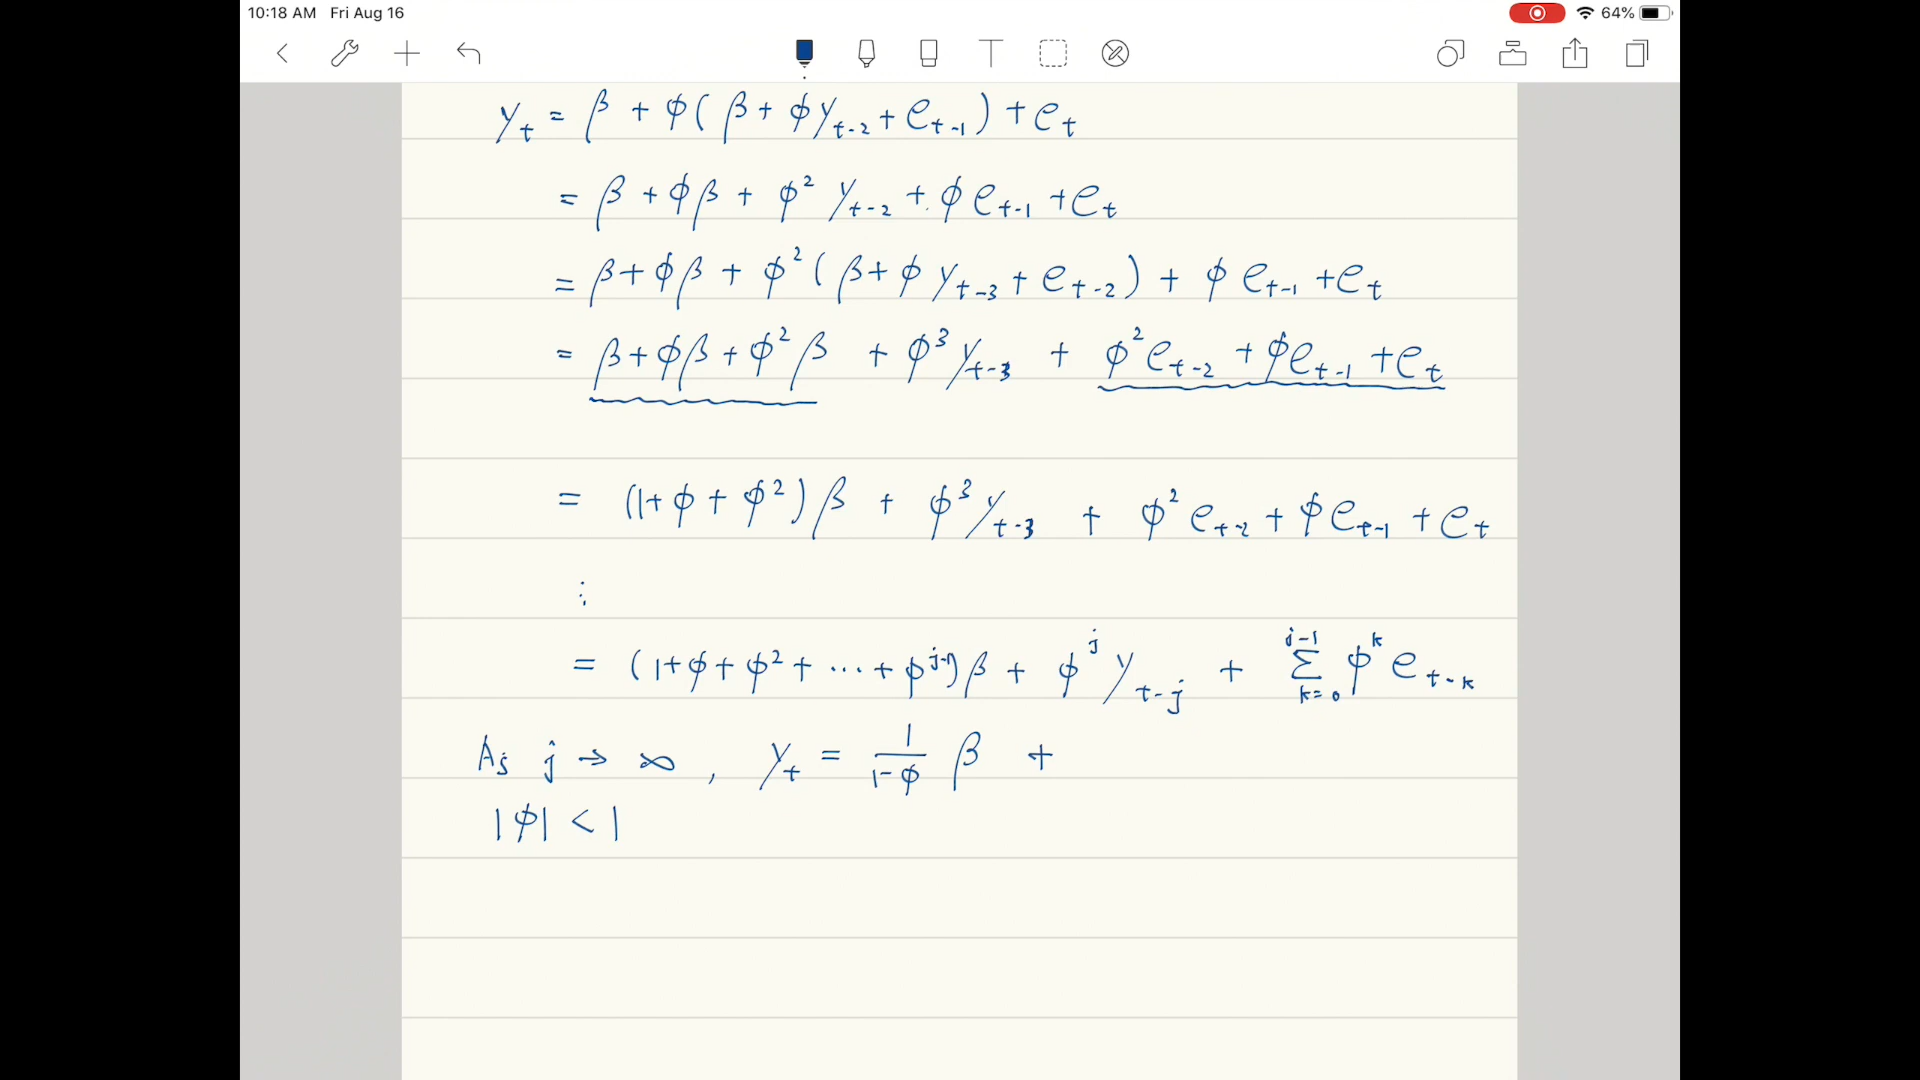 10:18 AM Fri Aug 16 64%
y_t = β + φ( β + φy_{t-2} + e_{t-1} ) + e_t
= β + φβ + φ² y_{t-2} + φ e_{t-1} + e_t
= β + φβ + φ² ( β + φ y_{t-3} + e_{t-2} ) + φ e_{t-1} + e_t
= β + φβ + φ² β + φ³ y_{t-3} + φ² e_{t-2} + φ e_{t-1} + e_t
= (1 + φ + φ²) β + φ³ y_{t-3} + φ² e_{t-2} + φ e_{t-1} + e_t
⋮
= (1 + φ + φ² + ⋯ + φ^{j-1}) β + φ^j y_{t-j} + Σ_{k=0}^{j-1} φ^k e_{t-k}
As j → ∞ , y_t = \frac{1}{1-φ} β +
|φ| < 1